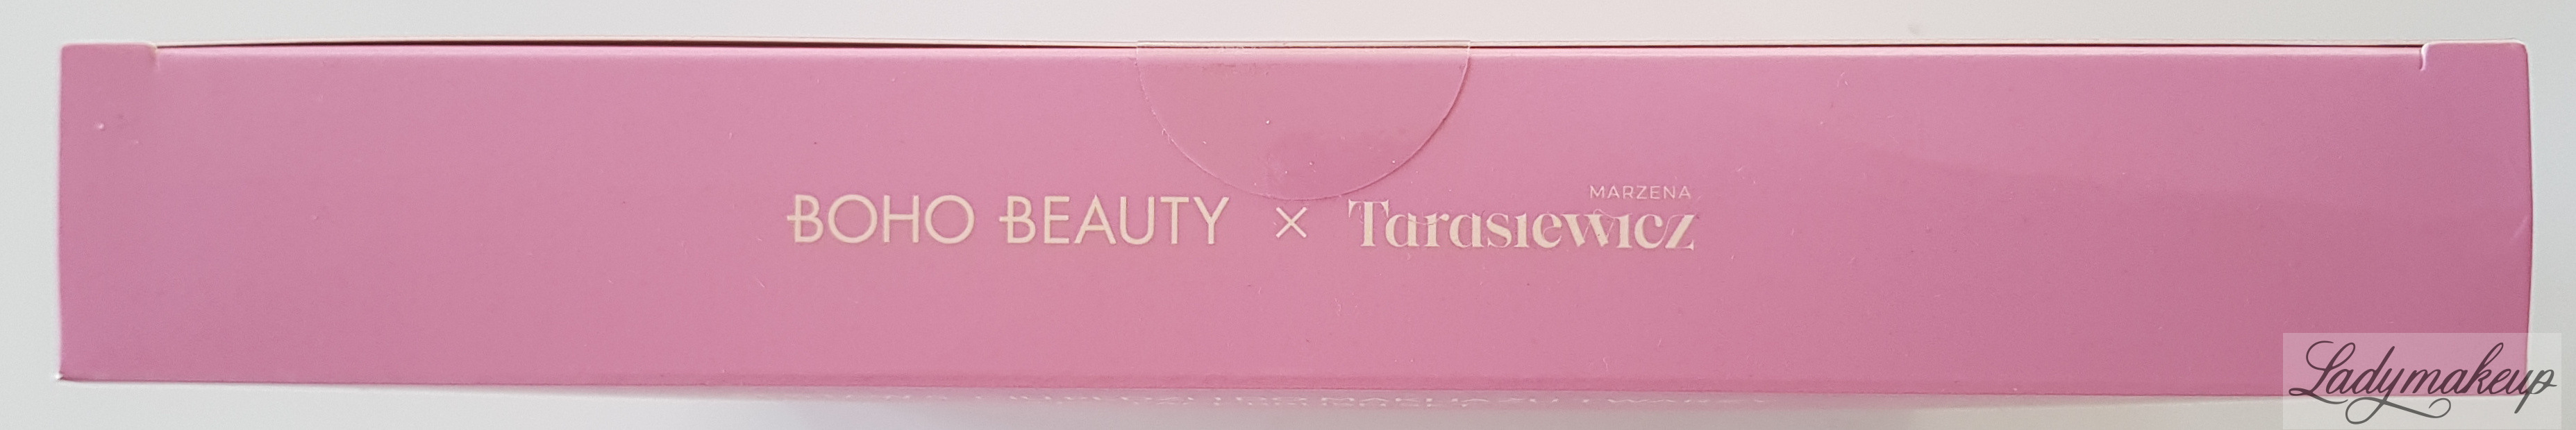 MARZENA
BOHO BEAUTY × Tarasiewicz
Ladymakeup